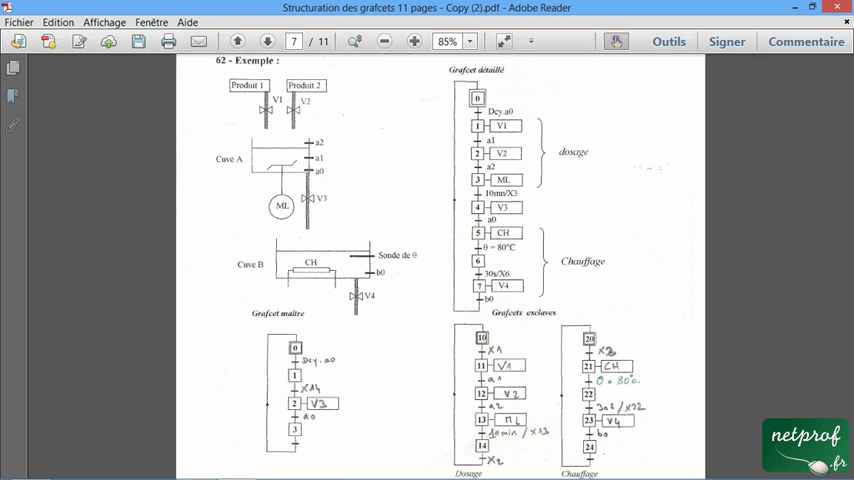 Structuration des grafcets 11 pages - Copy (2).pdf - Adobe Reader
Fichier Edition Affichage Fenêtre Aide
7 / 11 85% Outils Signer Commentaire
62 - Exemple :
Produit 1 Produit 2
V1 V2
a2
Cuve A a1
a0
ML V3
Sonde de θ
Cuve B CH b0
V4
Grafcet détaillé
0
Dcy.a0
1 V1
a1
2 V2
a2
3 ML
10mn/X3
4 V3
a0
5 CH
θ = 80°C
6
30s/X6
7 V4
b0
dosage
Chauffage
Grafcet maître
0
Dcy.a0
1
X14
2 V3
a0
3
Grafcets esclaves
10
X1
11 V1
a1
12 V2
a2
13 ML
10min / X13
14
X2
Dosage
20
X3
21 CH
θ = 80°C.
22
30s / X22
23 V4
b0
24
Chauffage
netprof
.fr